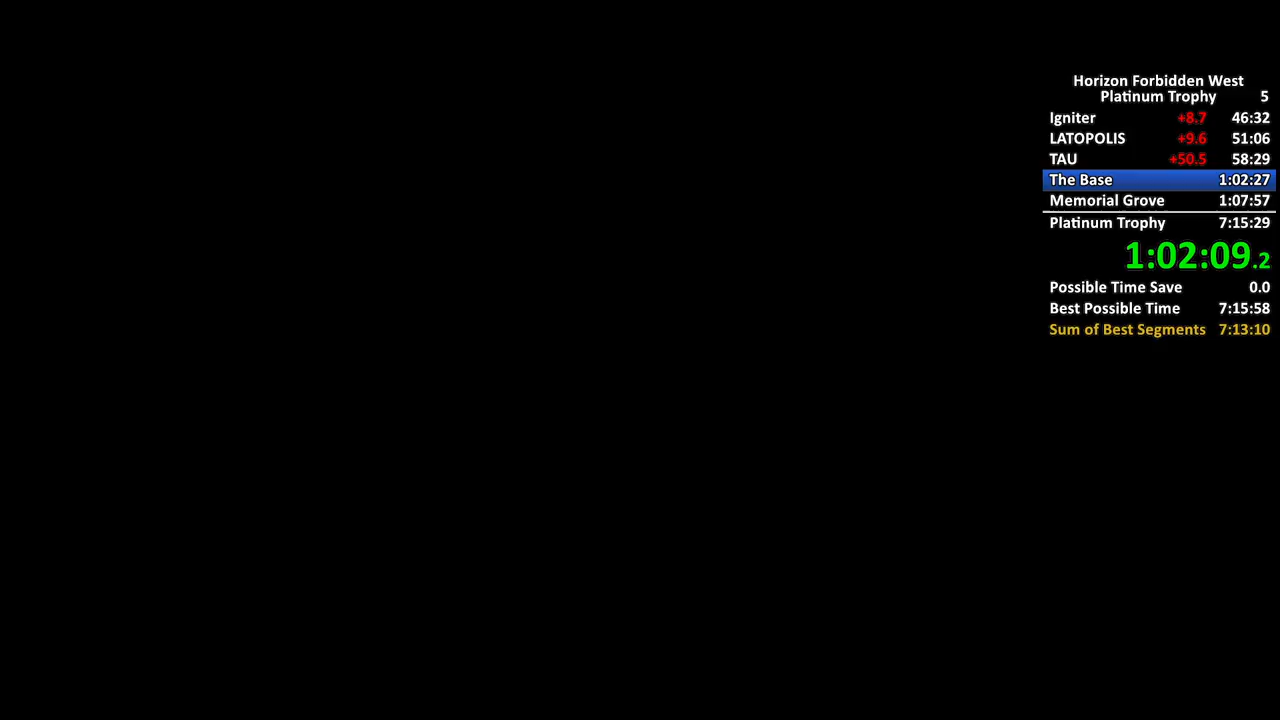 Horizon Forbidden West
Platinum Trophy 5
Igniter +8.7 46:32
LATOPOLIS +9.6 51:06
TAU +50.5 58:29
The Base 1:02:27
Memorial Grove 1:07:57
Platinum Trophy 7:15:29
1:02:09.2
Possible Time Save 0.0
Best Possible Time 7:15:58
Sum of Best Segments 7:13:10